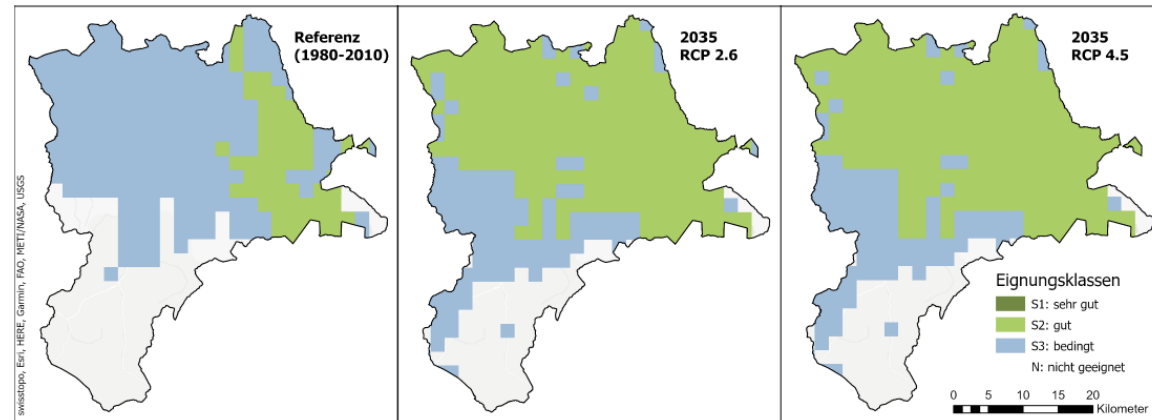 Referenz
(1980-2010)
2035
RCP 2.6
2035
RCP 4.5
swisstopo, Esri, HERE, Garmin, FAO, METI/NASA, USGS
Eignungsklassen
S1: sehr gut
S2: gut
S3: bedingt
N: nicht geeignet
0 5 10 15 20
Kilometer